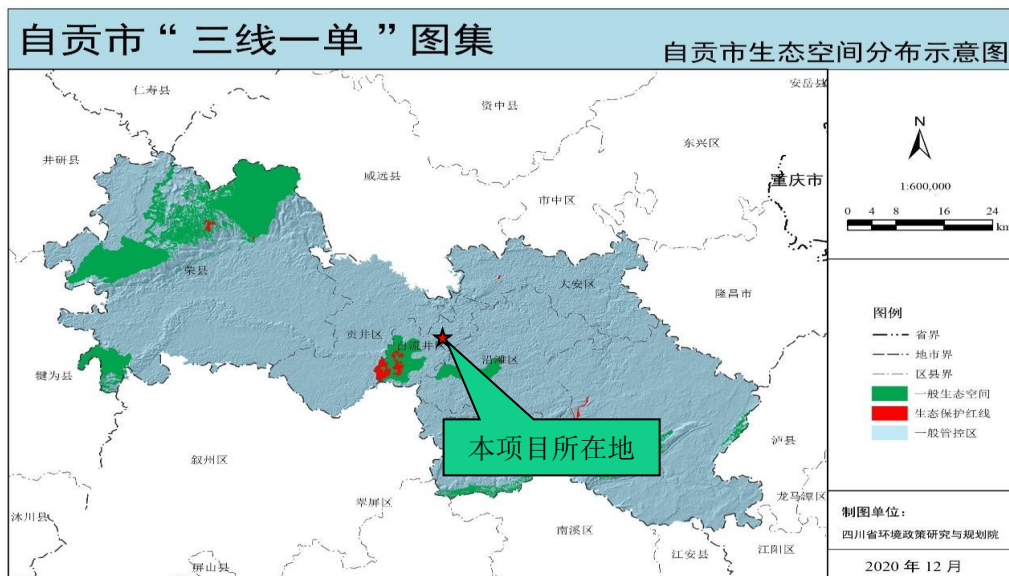 自贡市“三线一单”图集
自贡市生态空间分布示意图
安岳县
仁寿县
资中县
井研县
东兴区
威远县
重庆市
市中区
N
1:600,000
0 4 8 16 24
km
荣县
大安区
隆昌市
贡井区
自流井区
沿滩区
犍为县
图例
省界
地市界
区县界
一般生态空间
生态保护红线
一般管控区
本项目所在地
叙州区
泸县
翠屏区
龙马潭区
沐川县
南溪区
江安县
江阳区
屏山县
制图单位：
四川省环境政策研究与规划院
2020 年 12 月